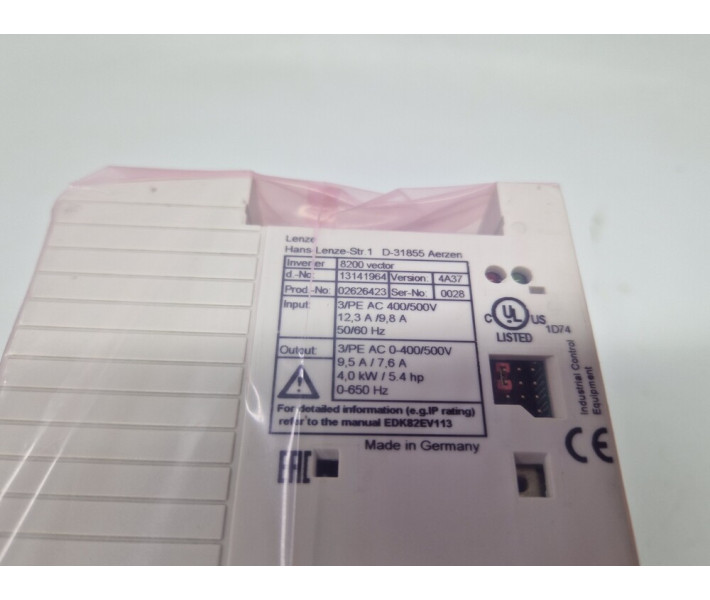 Lenze
Hans-Lenze-Str.1 D-31855 Aerzen
Inverter 8200 vector
d.-No. 13141964 Version: 4A37
Prod.-No: 02626423 Ser-No: 0028
Input: 3/PE AC 400/500V
12,3 A /9,8 A
50/60 Hz
Output: 3/PE AC 0-400/500V
9,5 A / 7,6 A
4,0 kW / 5.4 hp
0-650 Hz
For detailed information (e.g.IP rating)
refer to the manual EDK82EV113
Made in Germany
EAC
C UL US
LISTED 1D74
Industrial Control
Equipment
CE